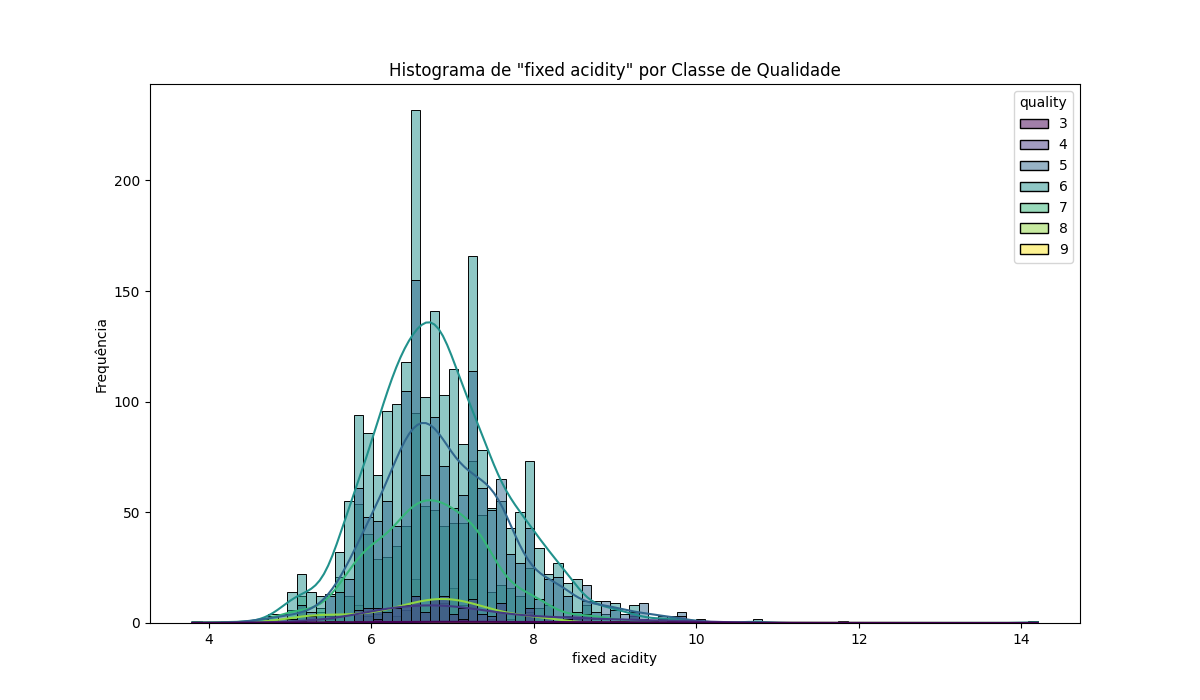 Histograma de "fixed acidity" por Classe de Qualidade
quality
3
4
5
6
7
8
9
200
150
100
50
0
Frequência
4 6 8 10 12 14
fixed acidity